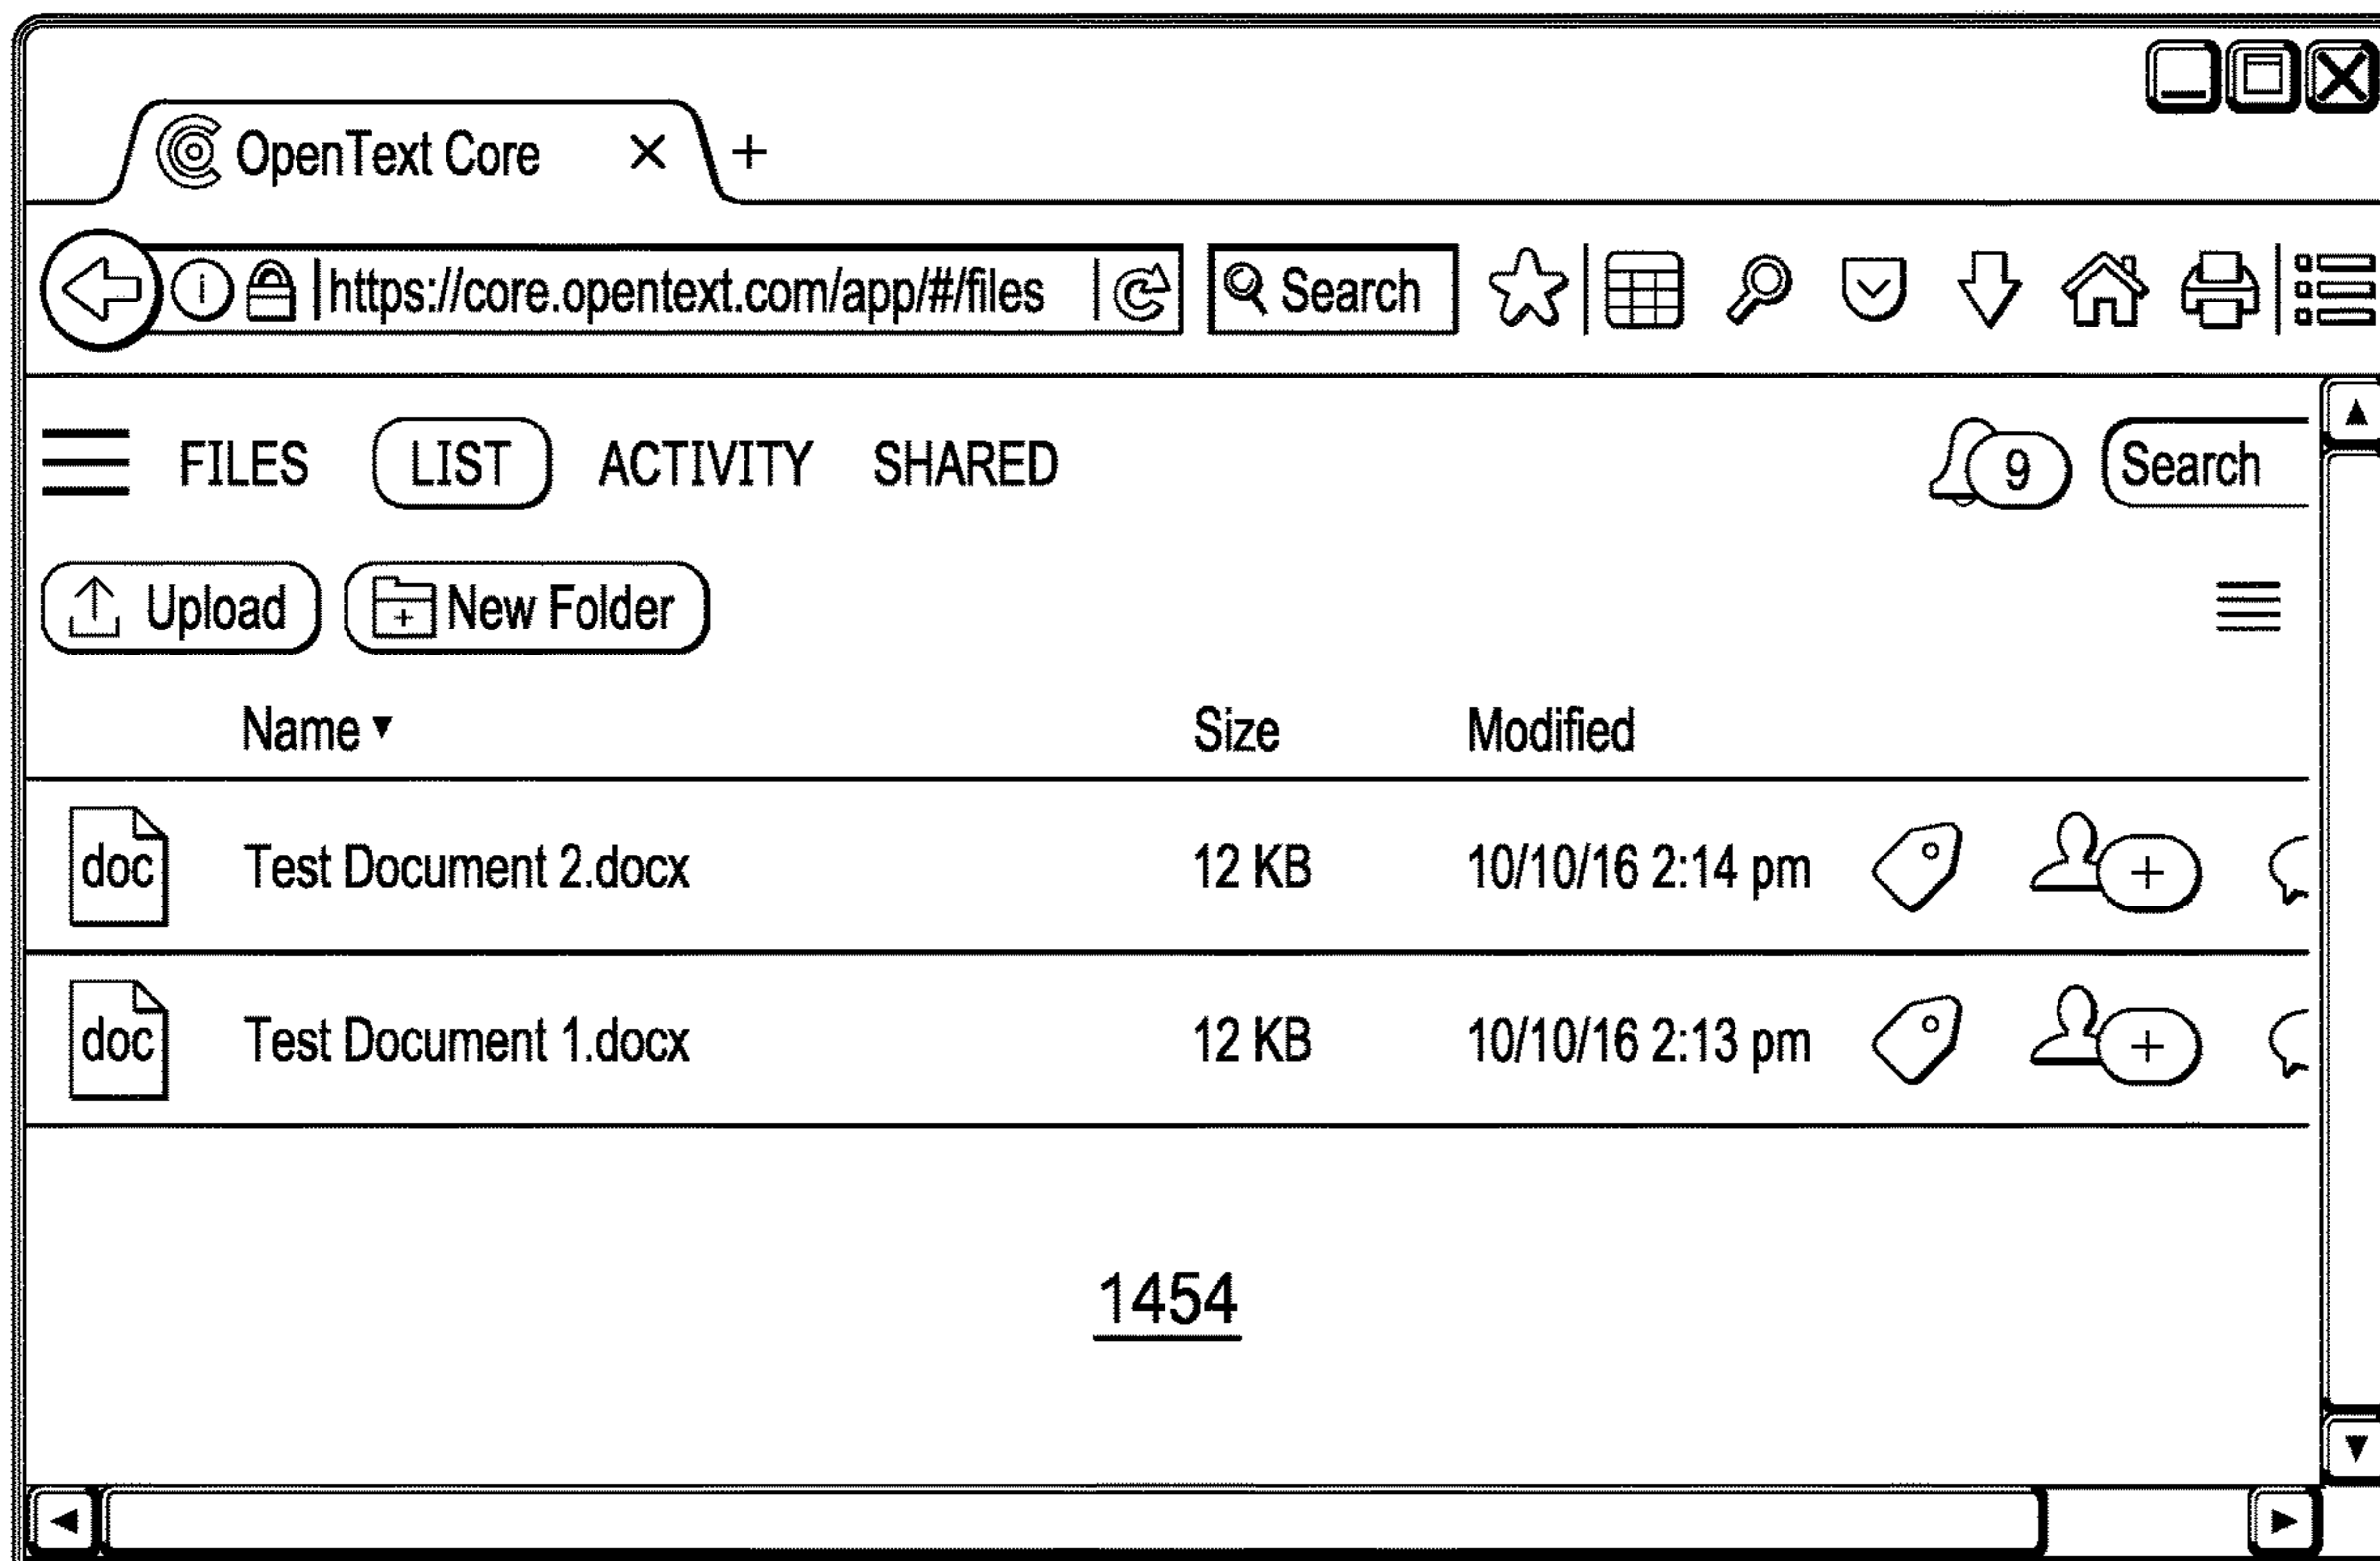 OpenText Core
https://core.opentext.com/app/#/files Search
FILES LIST ACTIVITY SHARED 9 Search
Upload New Folder
Name Size Modified
doc Test Document 2.docx 12 KB 10/10/16 2:14 pm
doc Test Document 1.docx 12 KB 10/10/16 2:13 pm
1454